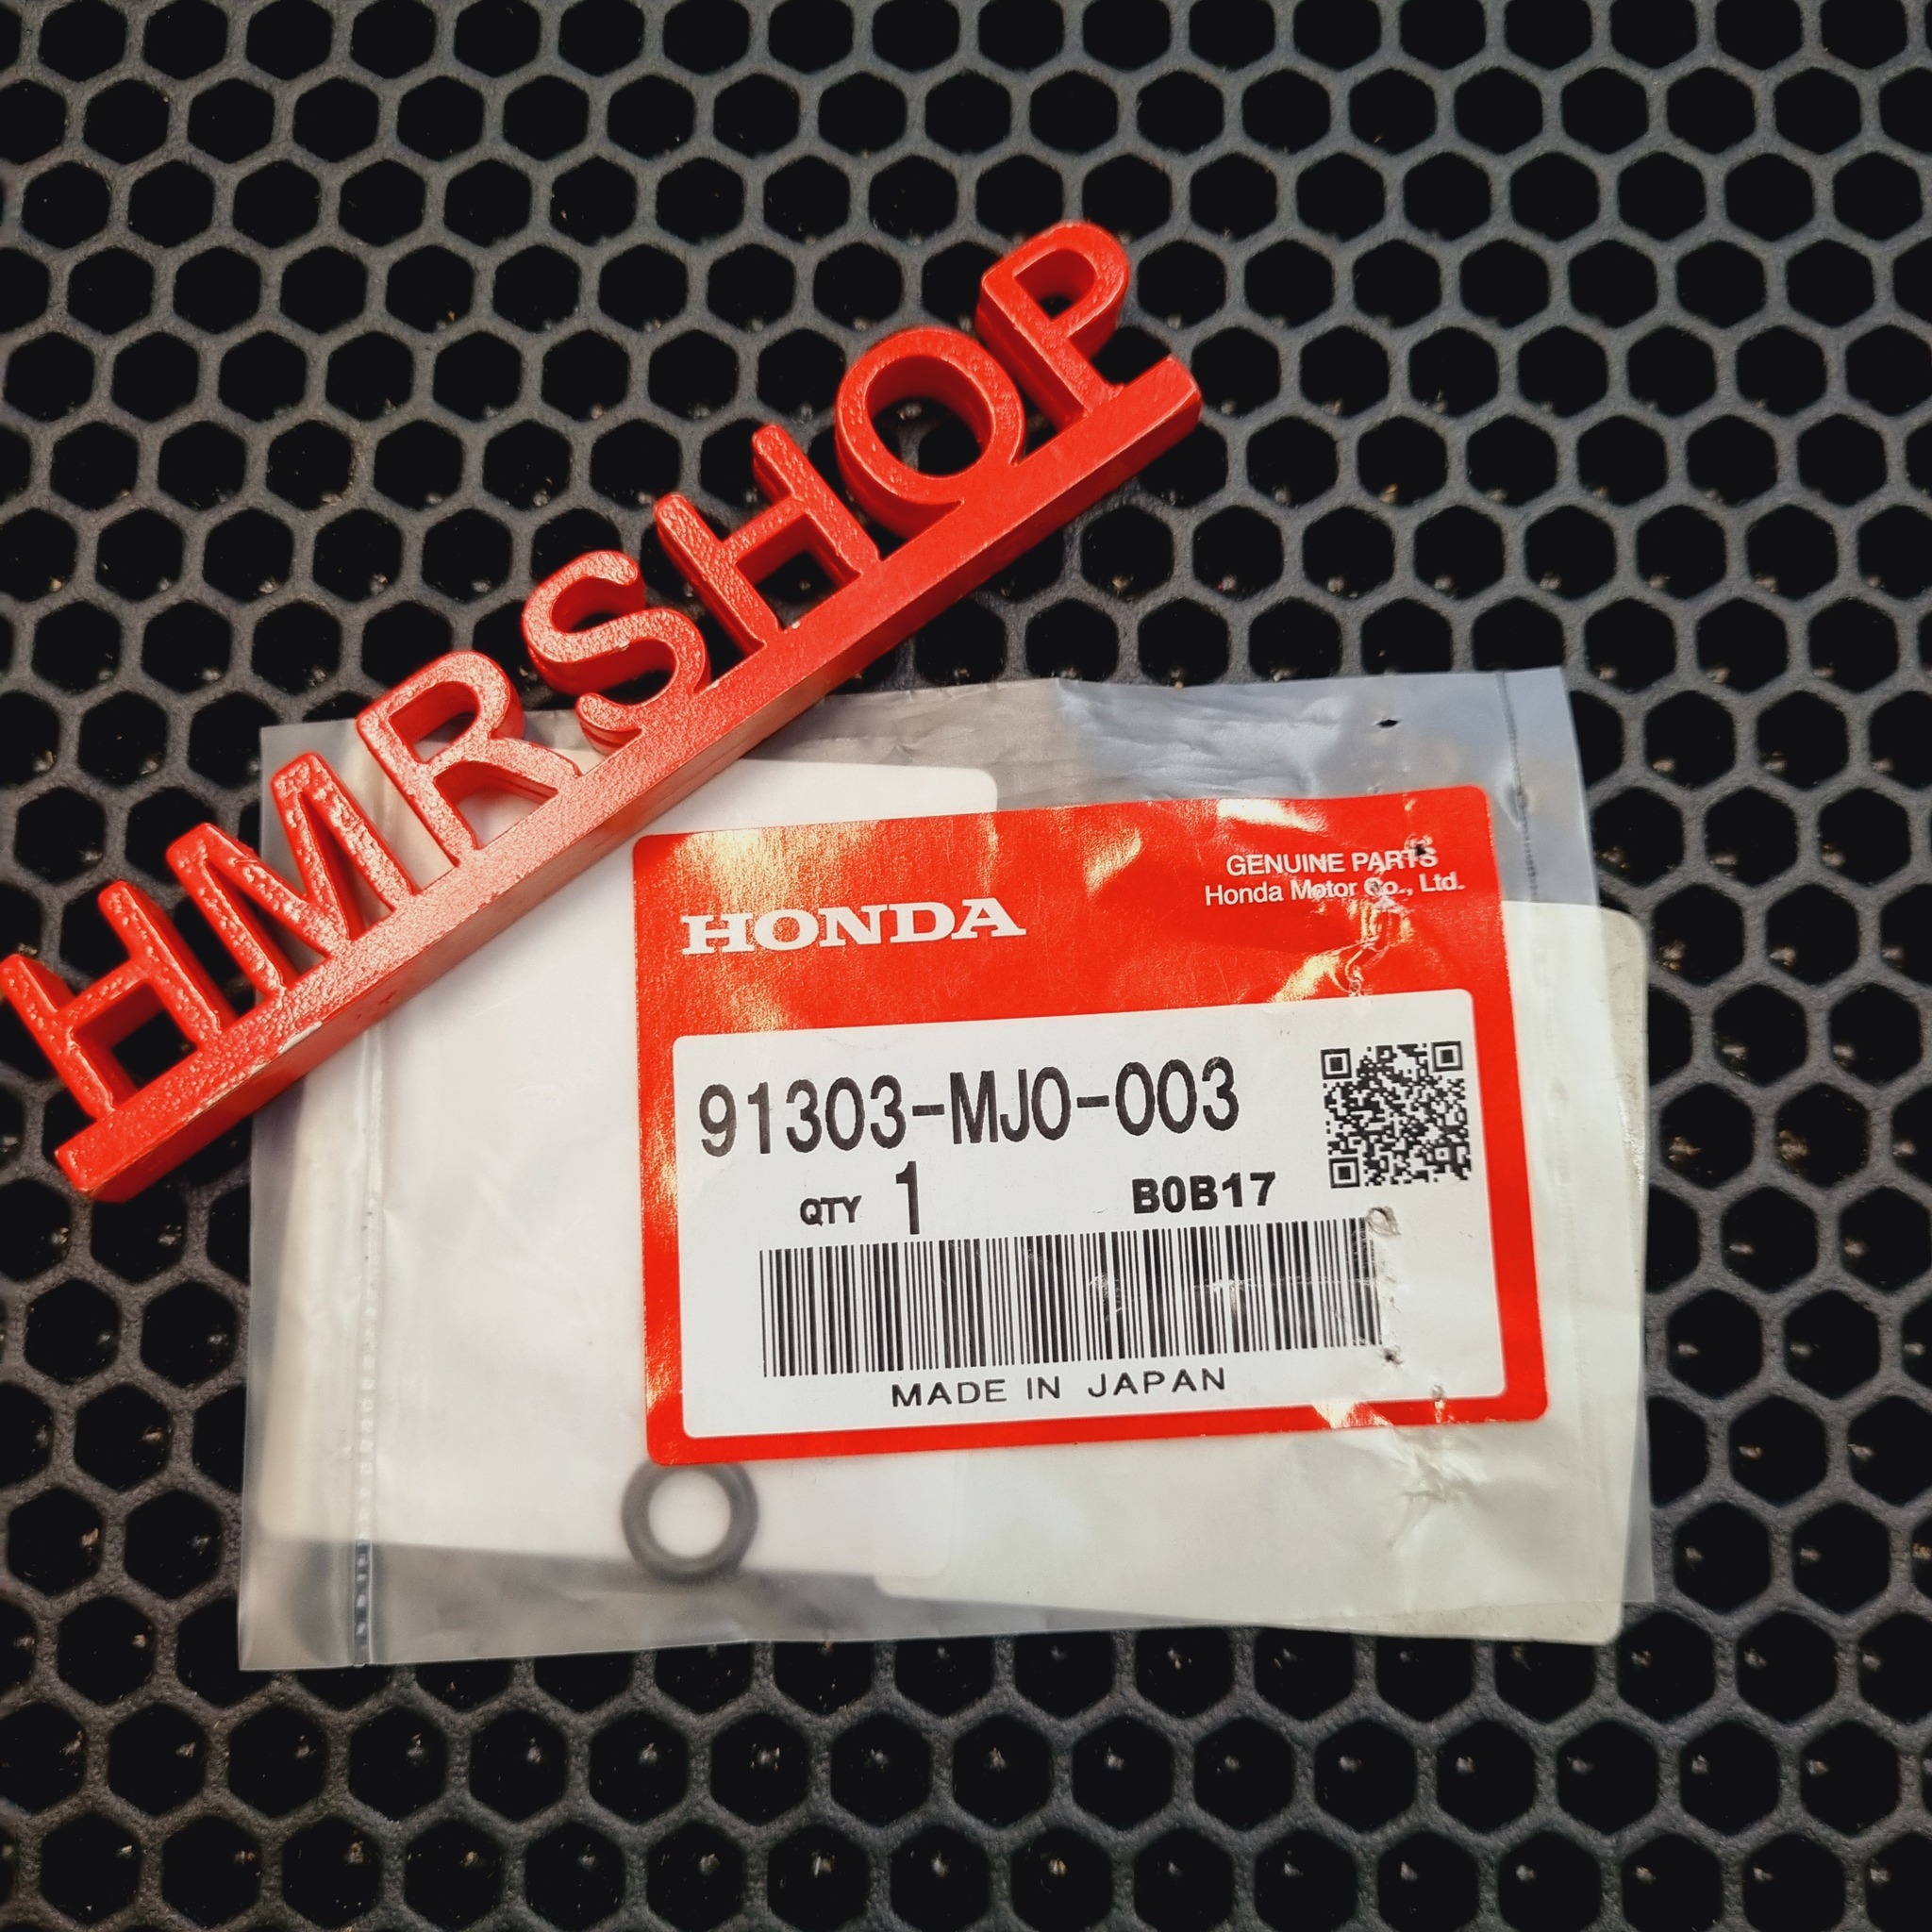 HMRSHOP
HONDA
GENUINE PARTS
Honda Motor Co., Ltd.
91303-MJ0-003
QTY 1 B0B17
MADE IN JAPAN